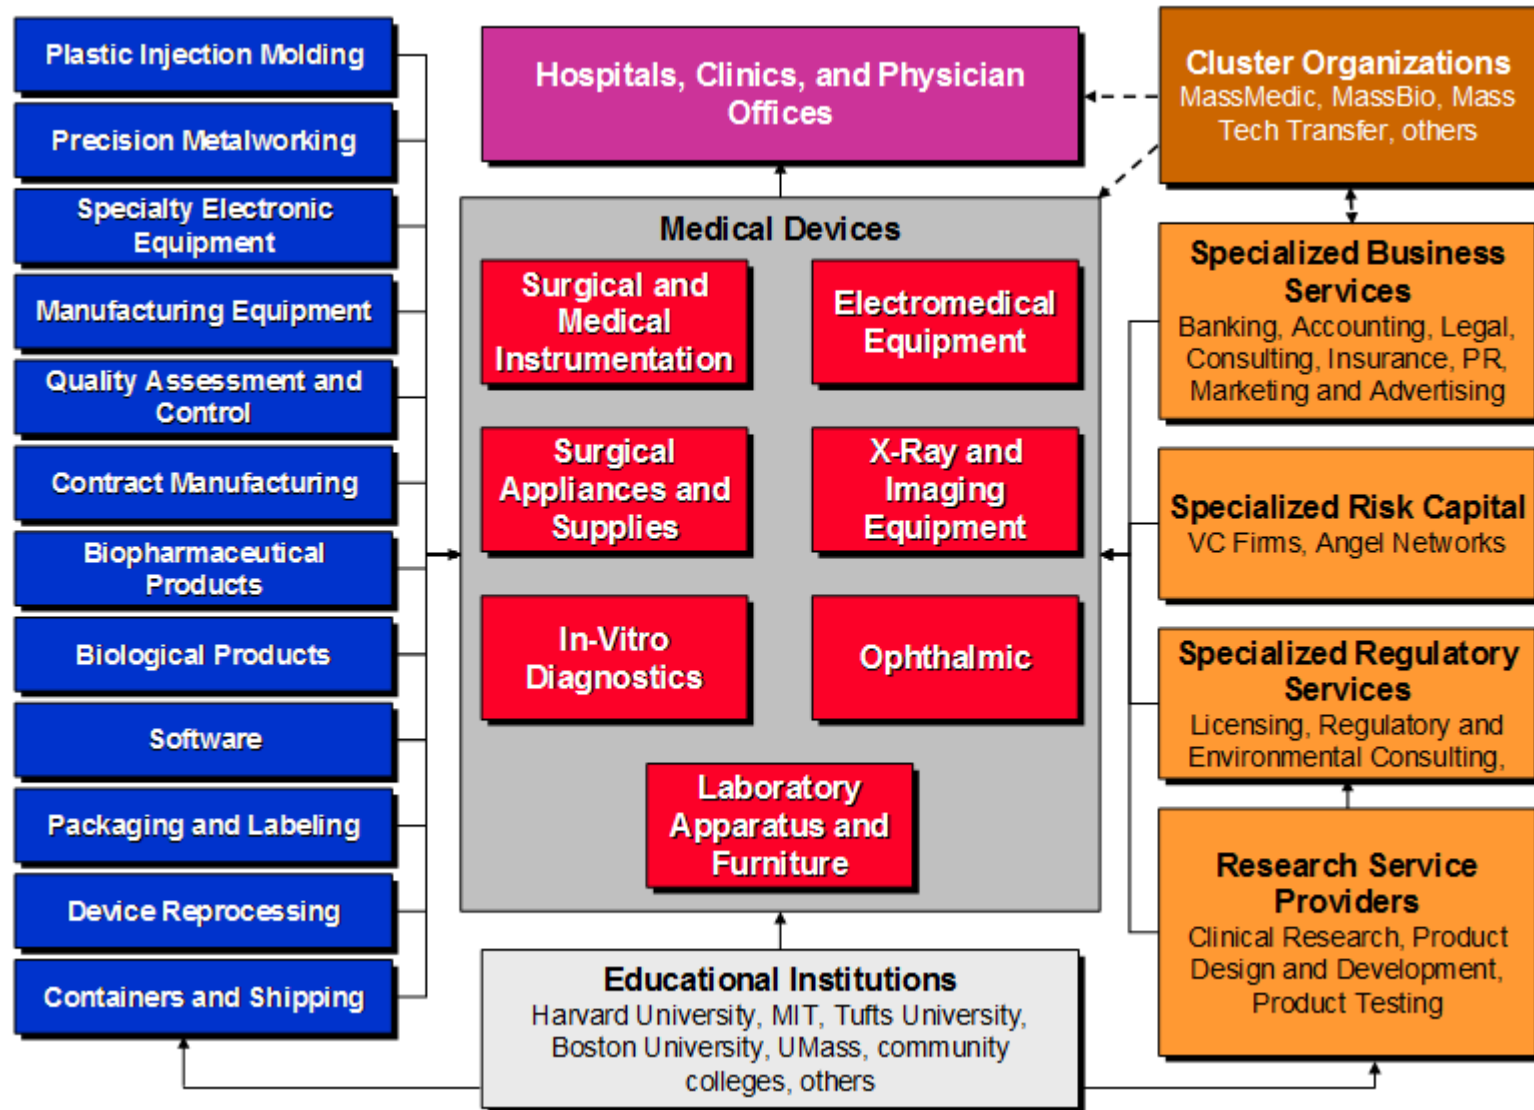 Plastic Injection Molding
Precision Metalworking
Specialty Electronic
Equipment
Manufacturing Equipment
Quality Assessment and
Control
Contract Manufacturing
Biopharmaceutical
Products
Biological Products
Software
Packaging and Labeling
Device Reprocessing
Containers and Shipping
Hospitals, Clinics, and Physician
Offices
Medical Devices
Surgical and
Medical
Instrumentation
Electromedical
Equipment
Surgical
Appliances and
Supplies
X-Ray and
Imaging
Equipment
In-Vitro
Diagnostics
Ophthalmic
Laboratory
Apparatus and
Furniture
Educational Institutions
Harvard University, MIT, Tufts University,
Boston University, UMass, community
colleges, others
Cluster Organizations
MassMedic, MassBio, Mass
Tech Transfer, others
Specialized Business
Services
Banking, Accounting, Legal,
Consulting, Insurance, PR,
Marketing and Advertising
Specialized Risk Capital
VC Firms, Angel Networks
Specialized Regulatory
Services
Licensing, Regulatory and
Environmental Consulting,
Research Service
Providers
Clinical Research, Product
Design and Development,
Product Testing